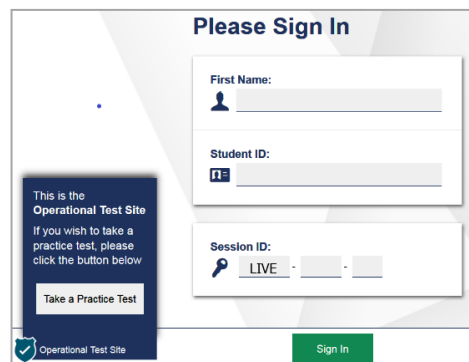 Please Sign In
First Name:
Student ID:
This is the
Operational Test Site
If you wish to take a
practice test, please
click the button below
Take a Practice Test
Session ID:
LIVE - -
Operational Test Site
Sign In